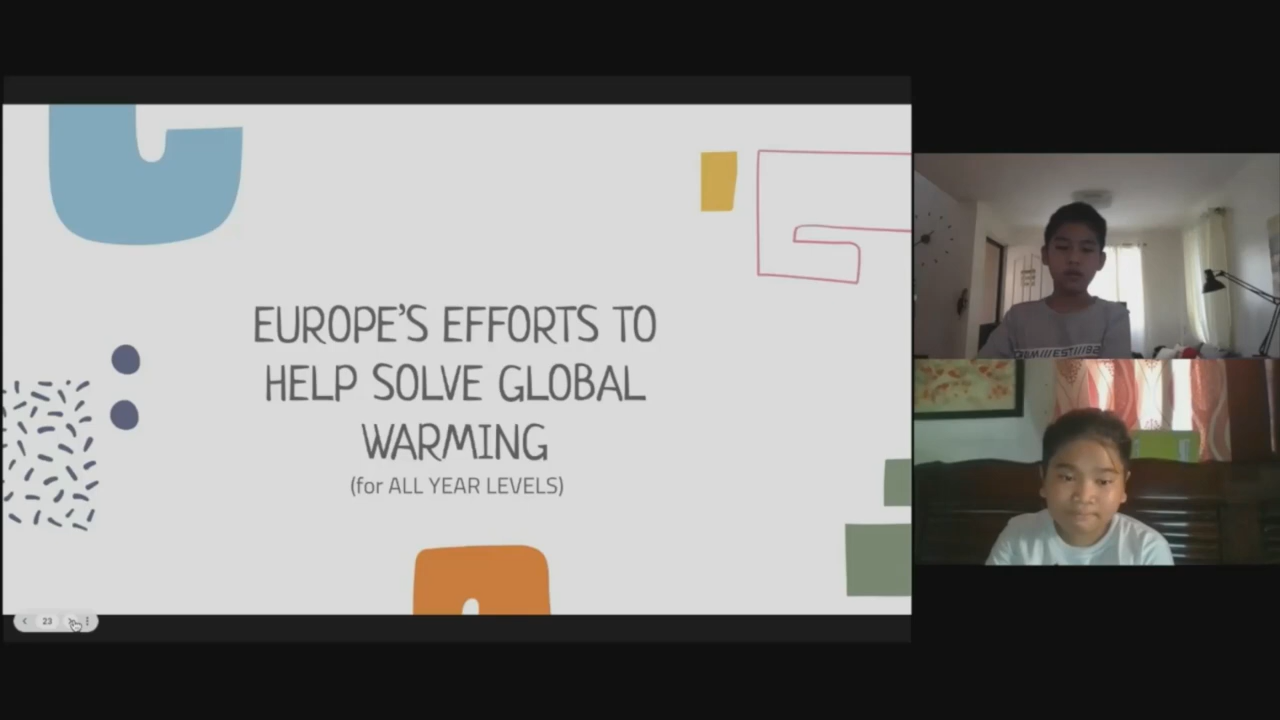 EUROPE'S EFFORTS TO
HELP SOLVE GLOBAL
WARMING
(for ALL YEAR LEVELS)
23